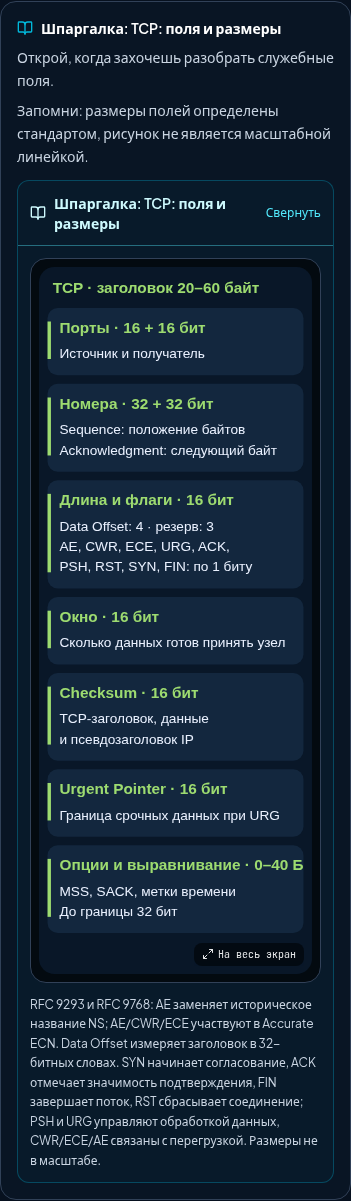 Шпаргалка: TCP: поля и размеры
Открой, когда захочешь разобрать служебные
поля.
Запомни: размеры полей определены
стандартом, рисунок не является масштабной
линейкой.
Шпаргалка: TCP: поля и
размеры
Свернуть
TCP · заголовок 20–60 байт
Порты · 16 + 16 бит
Источник и получатель
Номера · 32 + 32 бит
Sequence: положение байтов
Acknowledgment: следующий байт
Длина и флаги · 16 бит
Data Offset: 4 · резерв: 3
AE, CWR, ECE, URG, ACK,
PSH, RST, SYN, FIN: по 1 биту
Окно · 16 бит
Сколько данных готов принять узел
Checksum · 16 бит
TCP-заголовок, данные
и псевдозаголовок IP
Urgent Pointer · 16 бит
Граница срочных данных при URG
Опции и выравнивание · 0–40 Б
MSS, SACK, метки времени
До границы 32 бит
На весь экран
RFC 9293 и RFC 9768: AE заменяет историческое
название NS; AE/CWR/ECE участвуют в Accurate
ECN. Data Offset измеряет заголовок в 32-
битных словах. SYN начинает согласование, ACK
отмечает значимость подтверждения, FIN
завершает поток, RST сбрасывает соединение;
PSH и URG управляют обработкой данных,
CWR/ECE/AE связаны с перегрузкой. Размеры не
в масштабе.